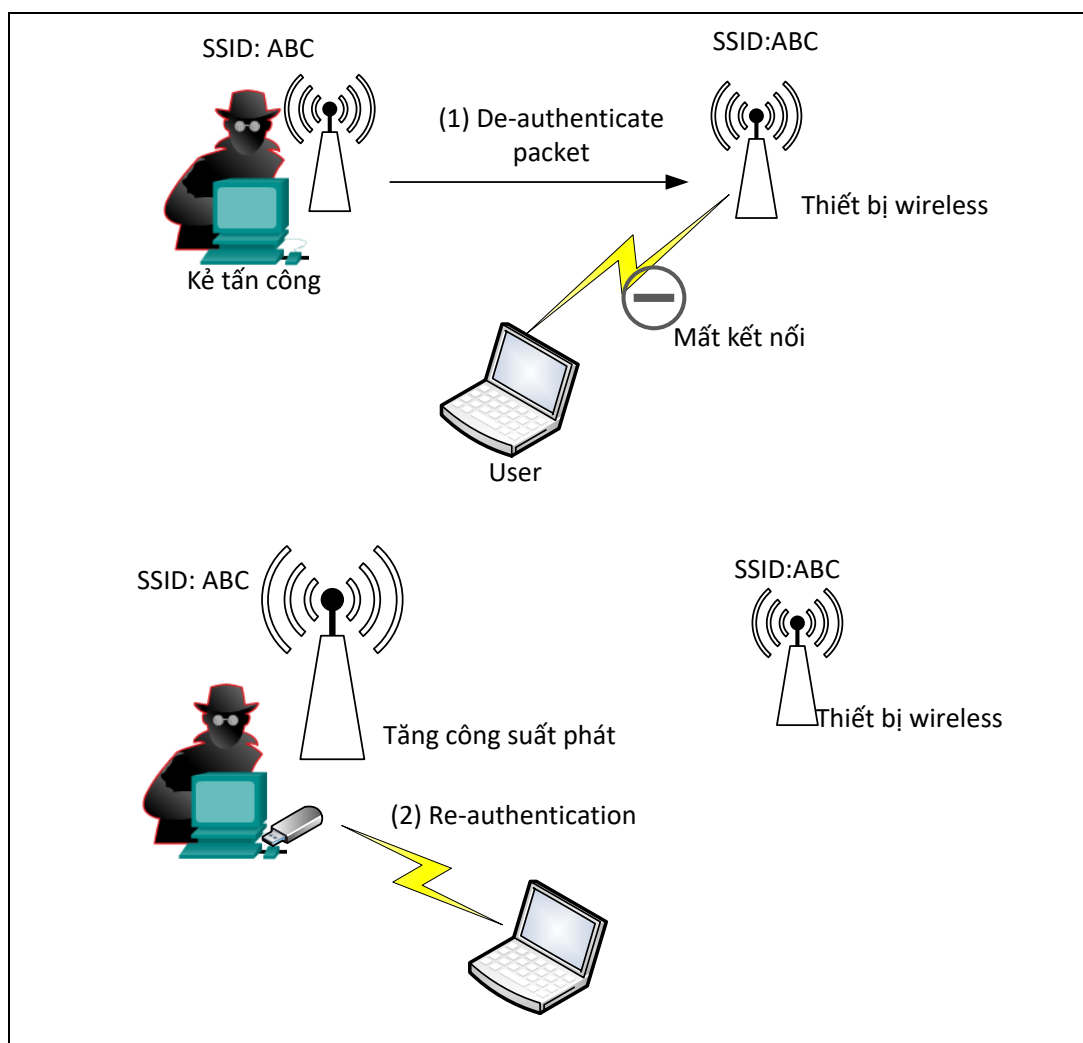 SSID: ABC
SSID:ABC
(1) De-authenticate
packet
Thiết bị wireless
Kẻ tấn công
Mất kết nối
User
SSID: ABC
SSID:ABC
Thiết bị wireless
Tăng công suất phát
(2) Re-authentication